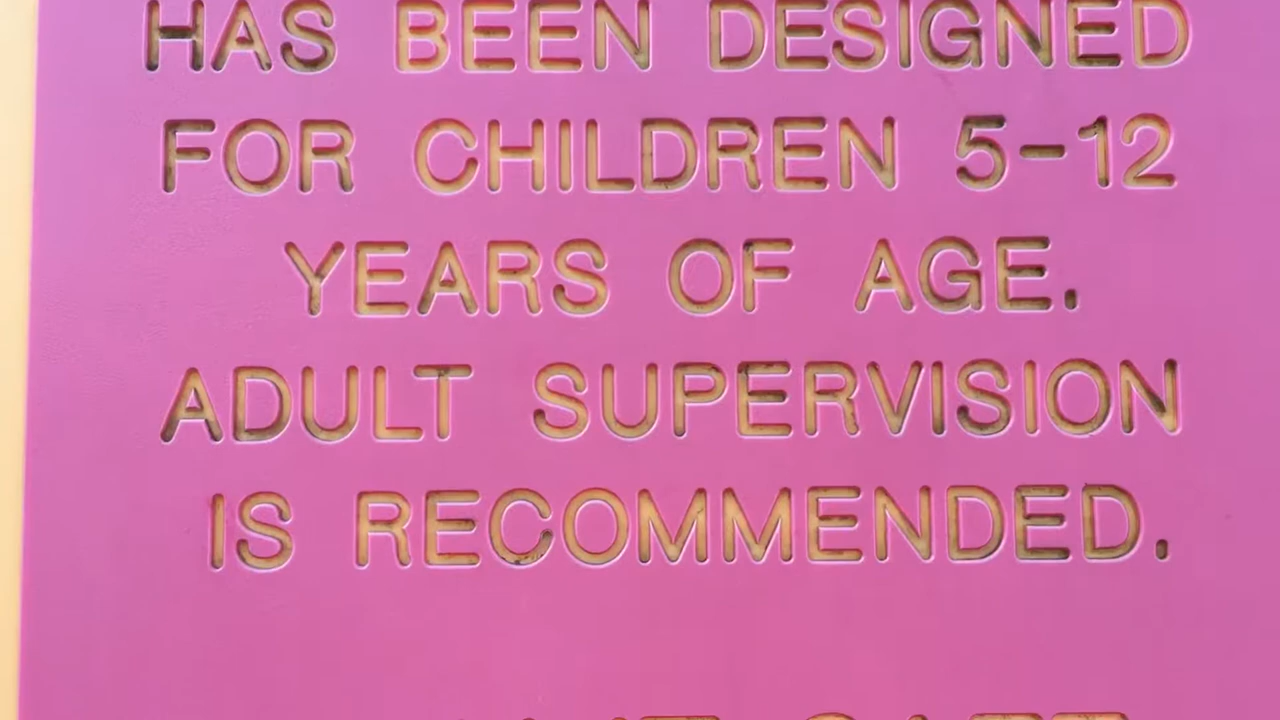 HAS BEEN DESIGNED
FOR CHILDREN 5-12
YEARS OF AGE.
ADULT SUPERVISION
IS RECOMMENDED.